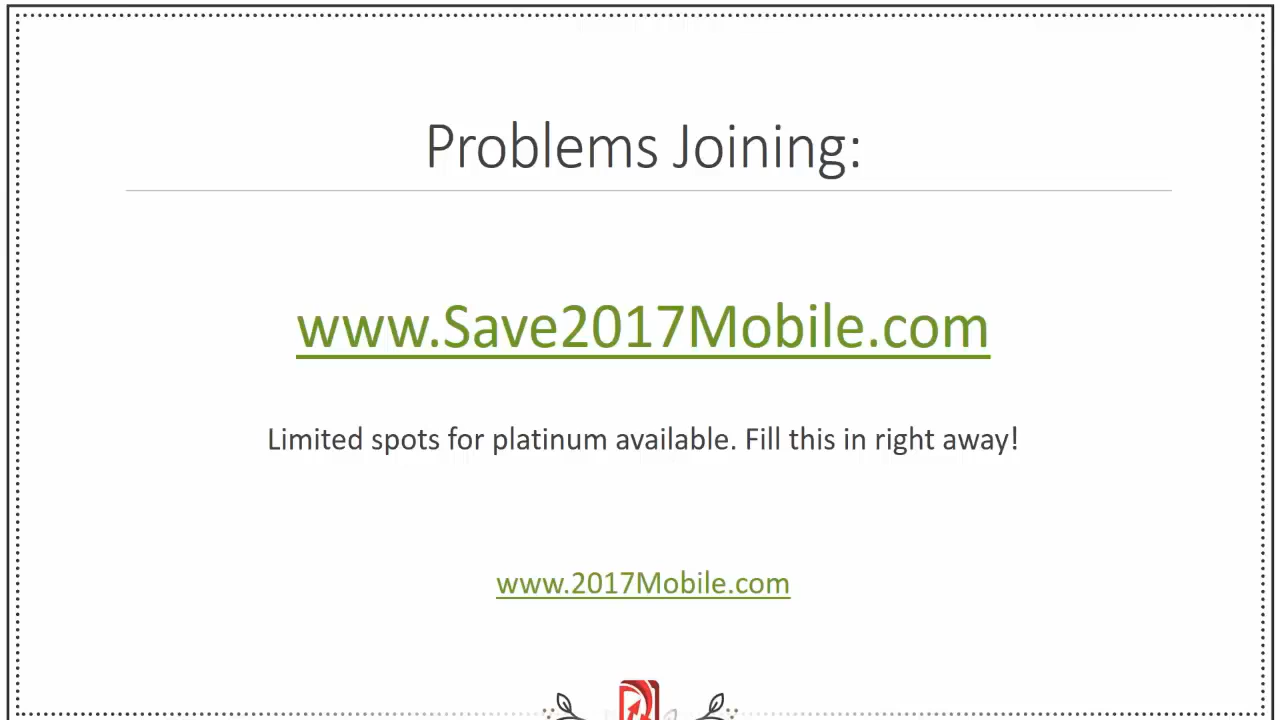 Problems Joining:
www.Save2017Mobile.com
Limited spots for platinum available. Fill this in right away!
www.2017Mobile.com